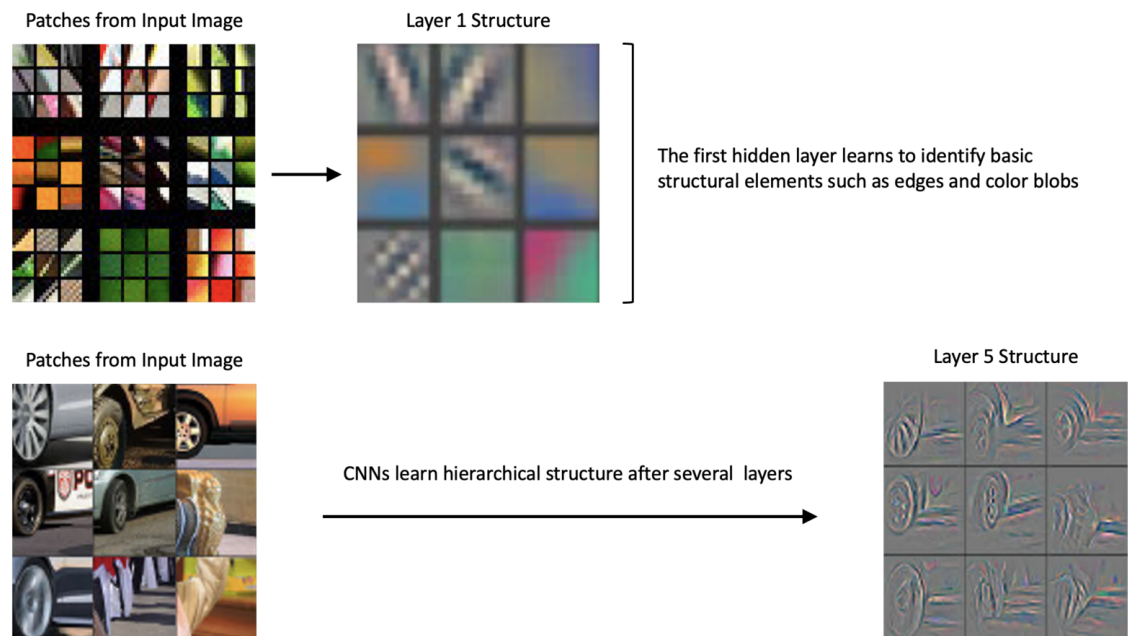 Patches from Input Image
Layer 1 Structure
The first hidden layer learns to identify basic
structural elements such as edges and color blobs
Patches from Input Image
Layer 5 Structure
CNNs learn hierarchical structure after several layers
PO